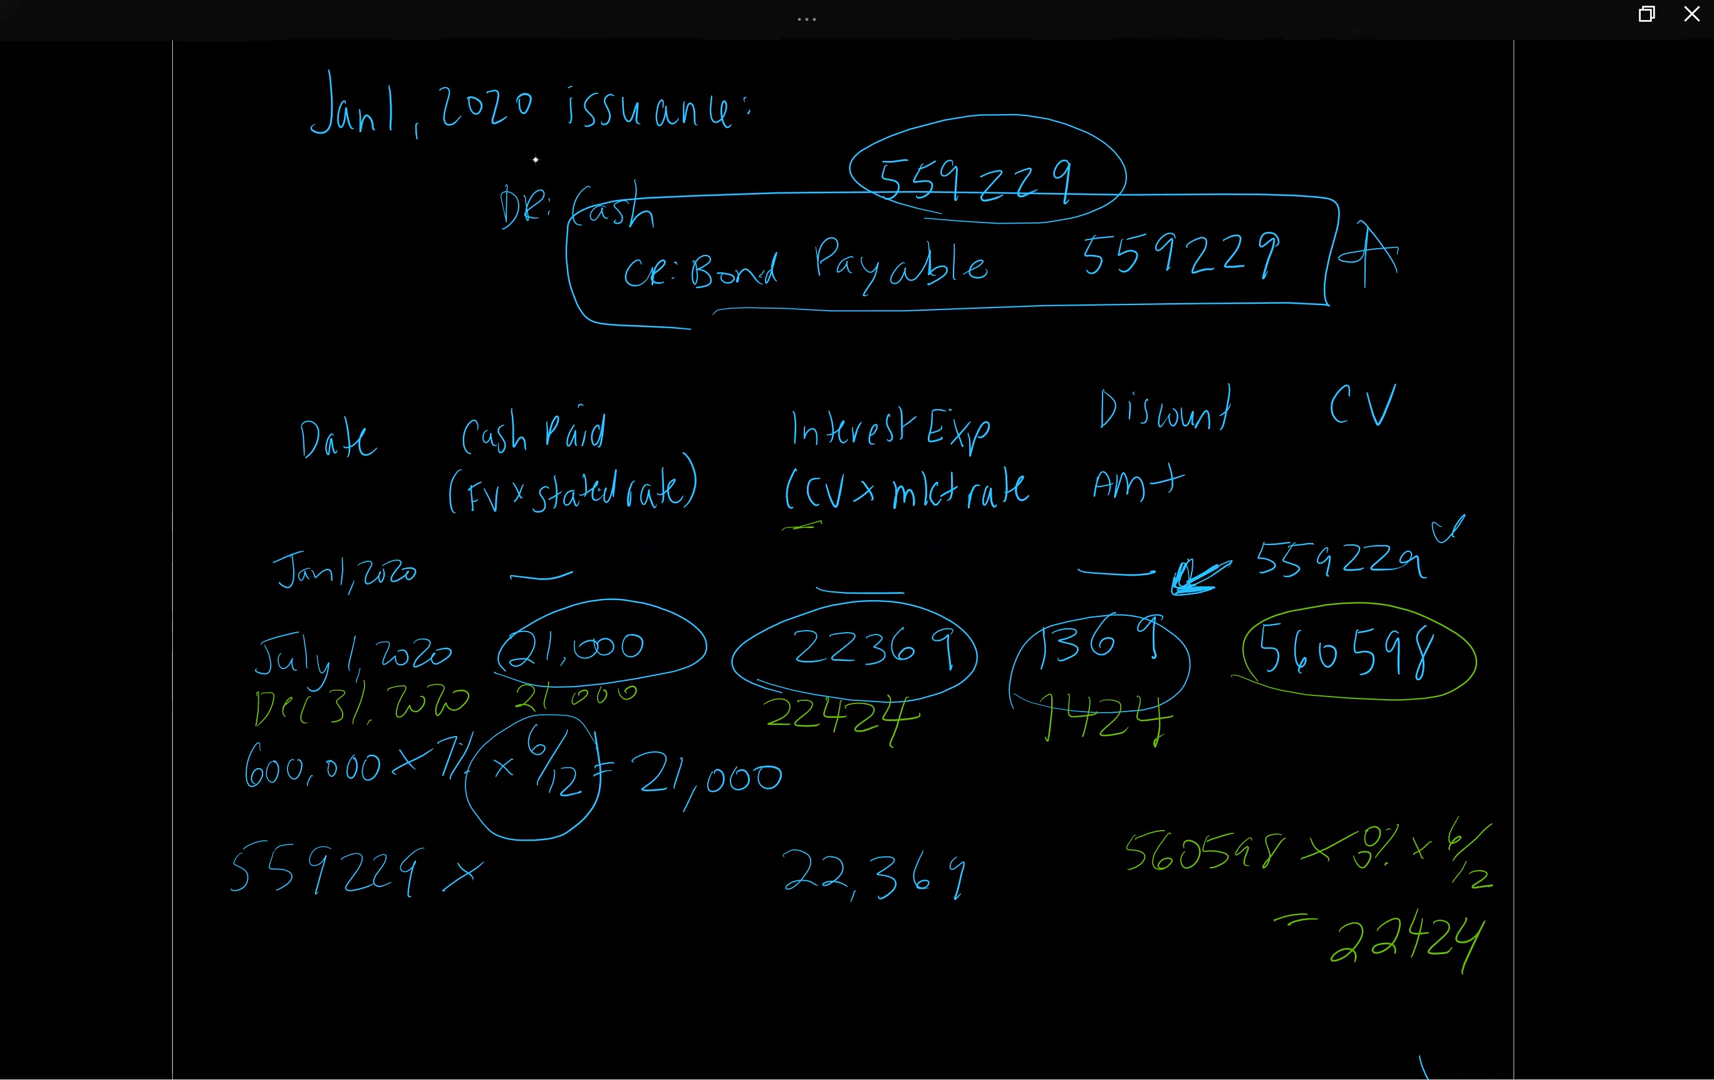 Jan 1, 2020 issuance:
DR: Cash 559229
CR: Bond Payable 559229 A
Date Cash Paid Interest Exp Discount CV
(FV x stated rate) (CV x mkt rate AMt
Jan 1, 2020 — — — 559229
July 1, 2020 21,000 22369 1369 560598
Dec 31, 2020 21000 22424 1424
600,000 x 7% x 6/12 = 21,000
559229 x 22,369 560598 x 8% x 6/12
= 22424